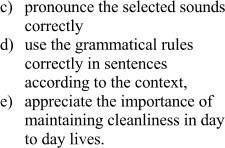 c) pronounce the selected sounds
correctly
d) use the grammatical rules
correctly in sentences
according to the context,
e) appreciate the importance of
maintaining cleanliness in day
to day lives.